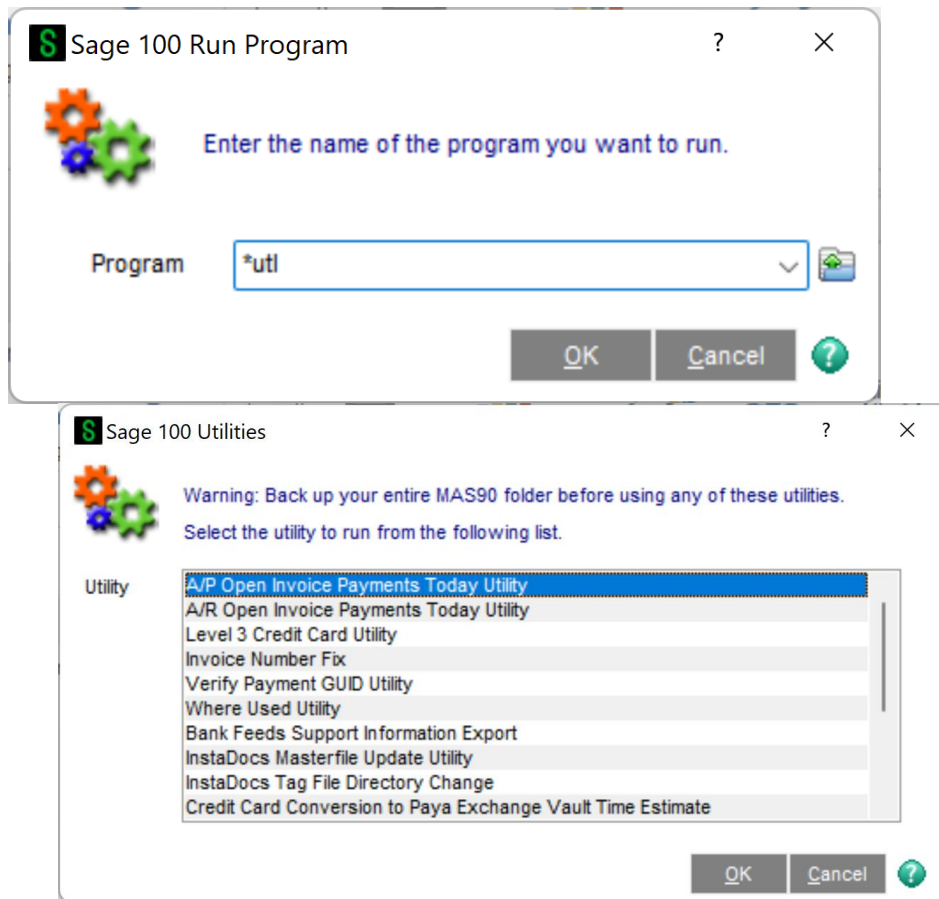 S Sage 100 Run Program ?
Enter the name of the program you want to run.
Program *utl
OK Cancel ?
S Sage 100 Utilities ?
Warning: Back up your entire MAS90 folder before using any of these utilities.
Select the utility to run from the following list.
Utility A/P Open Invoice Payments Today Utility
A/R Open Invoice Payments Today Utility
Level 3 Credit Card Utility
Invoice Number Fix
Verify Payment GUID Utility
Where Used Utility
Bank Feeds Support Information Export
InstaDocs Masterfile Update Utility
InstaDocs Tag File Directory Change
Credit Card Conversion to Paya Exchange Vault Time Estimate
OK Cancel ?